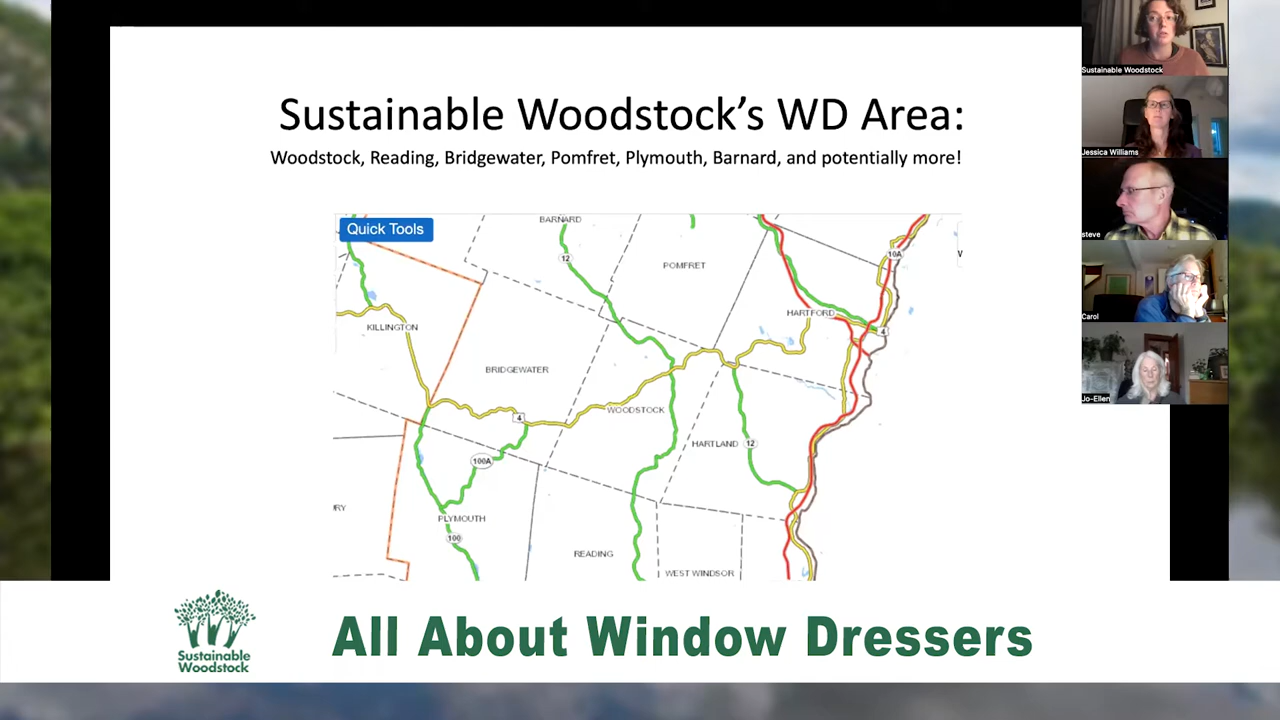 Sustainable Woodstock's WD Area:
Woodstock, Reading, Bridgewater, Pomfret, Plymouth, Barnard, and potentially more!
Quick Tools
BARNARD
12
POMFRET
10A
W
KILLINGTON
HARTFORD
4
BRIDGEWATER
4
WOODSTOCK
HARTLAND
12
100A
RY
PLYMOUTH
100
READING
WEST WINDSOR
Sustainable Woodstock
Jessica Williams
steve
Carol
Jo-Ellen
Sustainable
Woodstock
All About Window Dressers